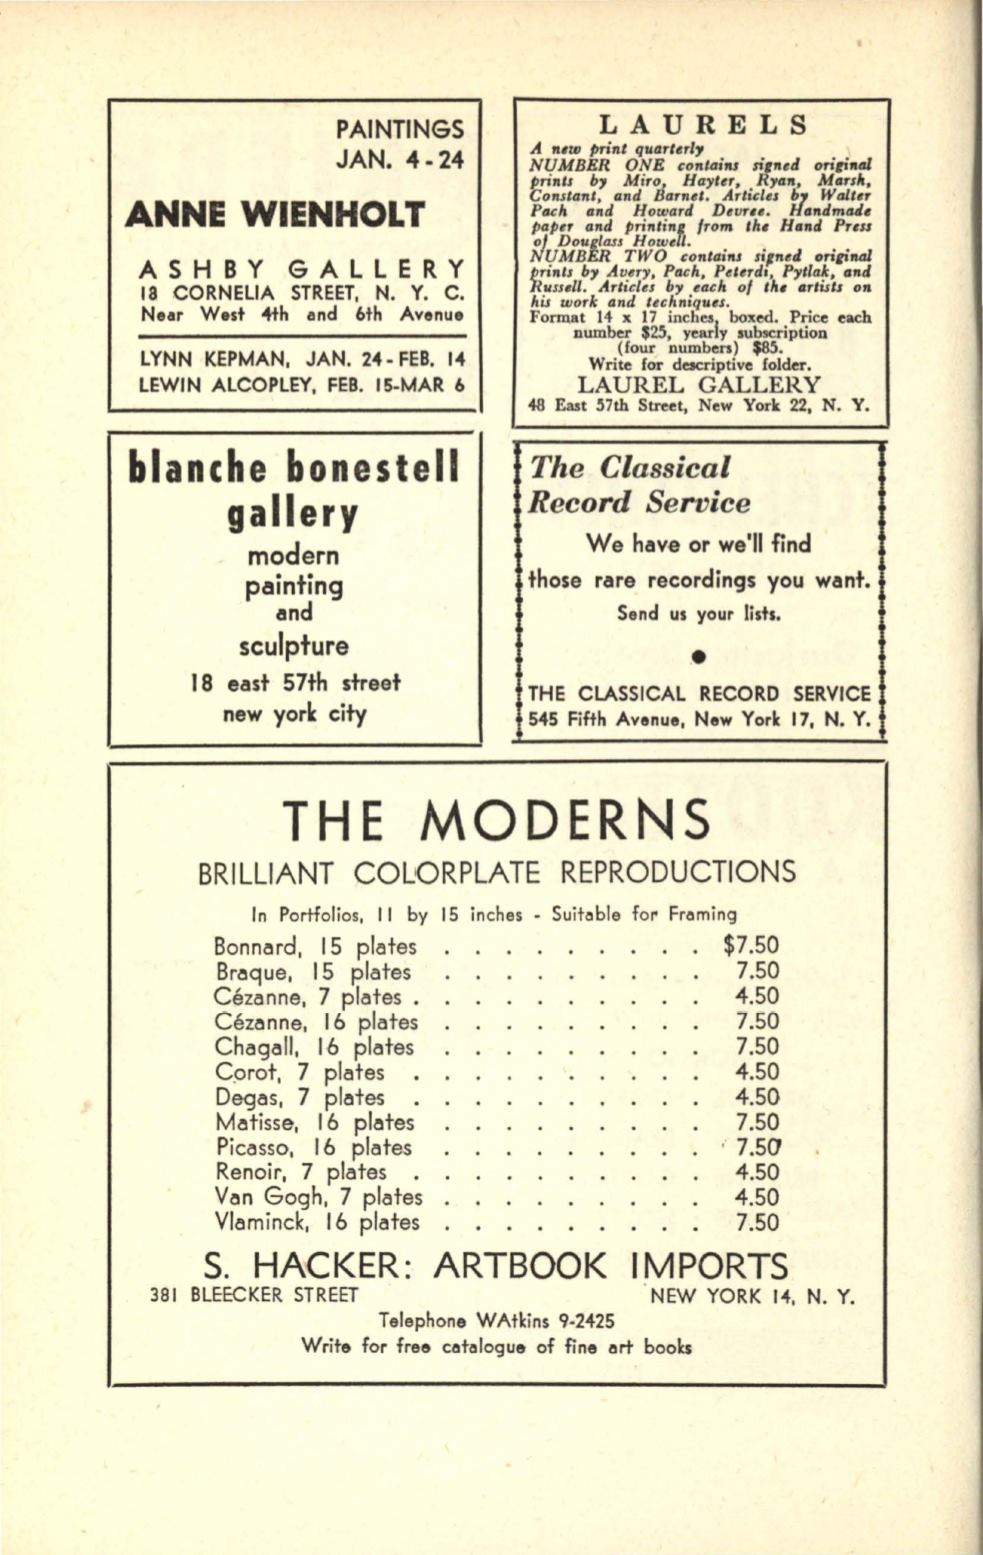 PAINTINGS
JAN. 4-24
ANNE WIENHOLT
ASHBY GALLERY
18 CORNELIA STREET, N. Y. C.
Near West 4th and 6th Avenue
LYNN KEPMAN, JAN. 24-FEB. 14
LEWIN ALCOPLEY, FEB. 15-MAR 6
LAURELS
A new print quarterly
NUMBER ONE contains signed original
prints by Miro, Hayter, Ryan, Marsh,
Constant, and Barnet. Articles by Walter
Pach and Howard Devree. Handmade
paper and printing from the Hand Press
of Douglass Howell.
NUMBER TWO contains signed original
prints by Avery, Pach, Peterdi, Pytlak, and
Russell. Articles by each of the artists on
his work and techniques.
Format 14 x 17 inches, boxed. Price each
number $25, yearly subscription
(four numbers) $85.
Write for descriptive folder.
LAUREL GALLERY
48 East 57th Street, New York 22, N. Y.
blanche bonestell
gallery
modern
painting
and
sculpture
18 east 57th street
new york city
The Classical
Record Service
We have or we'll find
those rare recordings you want.
Send us your lists.
●
THE CLASSICAL RECORD SERVICE
545 Fifth Avenue, New York 17, N. Y.
THE MODERNS
BRILLIANT COLORPLATE REPRODUCTIONS
In Portfolios, 11 by 15 inches - Suitable for Framing
Bonnard, 15 plates . . . . . . . . . $7.50
Braque, 15 plates . . . . . . . . . 7.50
Cézanne, 7 plates . . . . . . . . . . 4.50
Cézanne, 16 plates . . . . . . . . . 7.50
Chagall, 16 plates . . . . . . . . . 7.50
Corot, 7 plates . . . . . . . . . . 4.50
Degas, 7 plates . . . . . . . . . . 4.50
Matisse, 16 plates . . . . . . . . . 7.50
Picasso, 16 plates . . . . . . . . . 7.50
Renoir, 7 plates . . . . . . . . . . 4.50
Van Gogh, 7 plates . . . . . . . . . 4.50
Vlaminck, 16 plates . . . . . . . . . 7.50
S. HACKER: ARTBOOK IMPORTS
381 BLEECKER STREET NEW YORK 14, N. Y.
Telephone WAtkins 9-2425
Write for free catalogue of fine art books